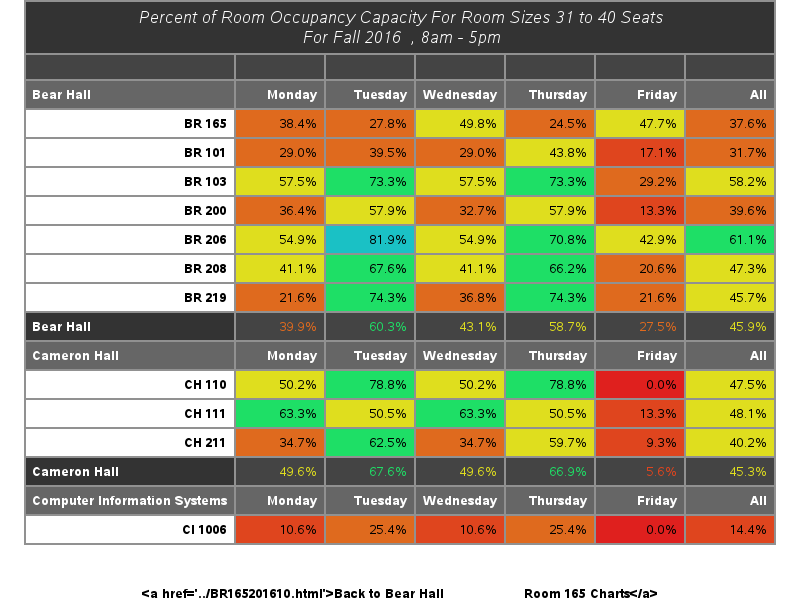 Percent of Room Occupancy Capacity For Room Sizes 31 to 40 Seats
For Fall 2016  , 8am - 5pm
Bear Hall Monday Tuesday Wednesday Thursday Friday All
BR 165 38.4% 27.8% 49.8% 24.5% 47.7% 37.6%
BR 101 29.0% 39.5% 29.0% 43.8% 17.1% 31.7%
BR 103 57.5% 73.3% 57.5% 73.3% 29.2% 58.2%
BR 200 36.4% 57.9% 32.7% 57.9% 13.3% 39.6%
BR 206 54.9% 81.9% 54.9% 70.8% 42.9% 61.1%
BR 208 41.1% 67.6% 41.1% 66.2% 20.6% 47.3%
BR 219 21.6% 74.3% 36.8% 74.3% 21.6% 45.7%
Bear Hall 39.9% 60.3% 43.1% 58.7% 27.5% 45.9%
Cameron Hall Monday Tuesday Wednesday Thursday Friday All
CH 110 50.2% 78.8% 50.2% 78.8% 0.0% 47.5%
CH 111 63.3% 50.5% 63.3% 50.5% 13.3% 48.1%
CH 211 34.7% 62.5% 34.7% 59.7% 9.3% 40.2%
Cameron Hall 49.6% 67.6% 49.6% 66.9% 5.6% 45.3%
Computer Information Systems Monday Tuesday Wednesday Thursday Friday All
CI 1006 10.6% 25.4% 10.6% 25.4% 0.0% 14.4%
<a href='../BR165201610.html'>Back to Bear Hall Room 165 Charts</a>